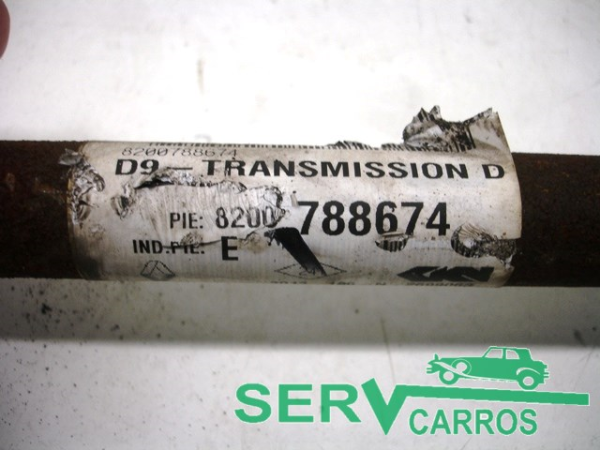 8200788674
D9-TRANSMISSION D
PIE: 8200 788674
IND.PIE: E
SERV
CARROS